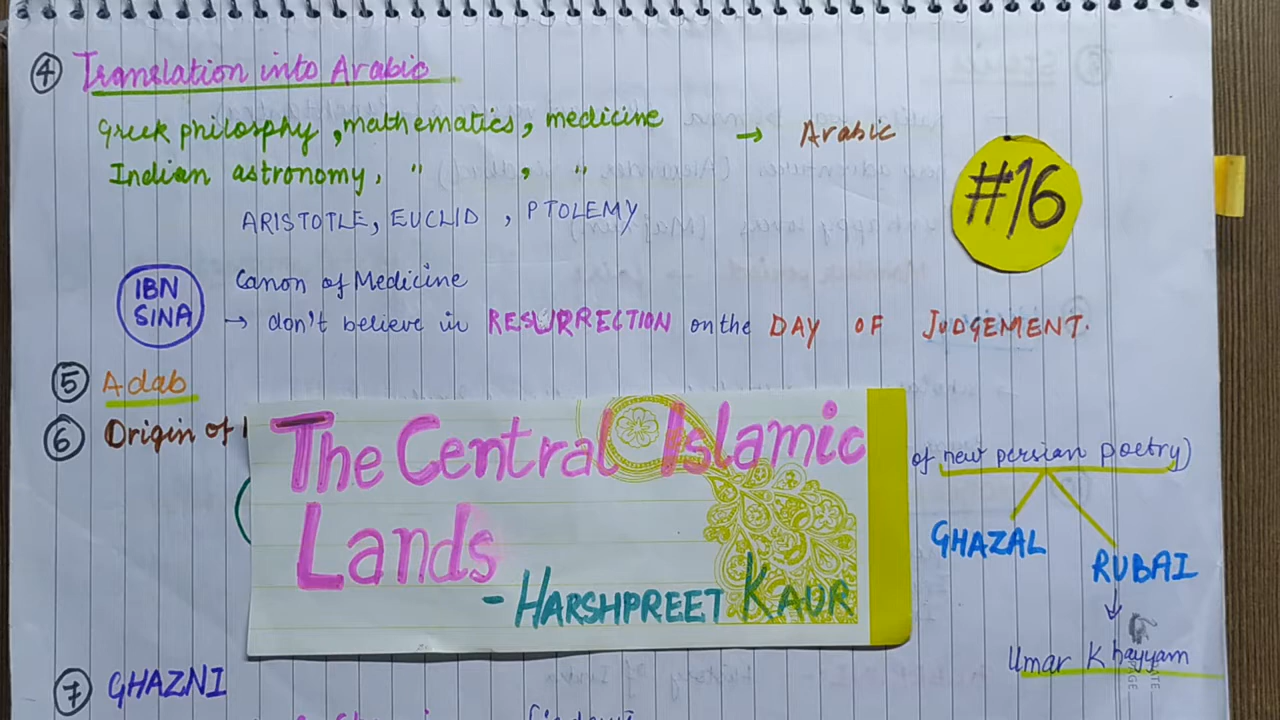 ④ Translation into Arabic
Greek philosphy, mathematics, medicine → Arabic
Indian astronomy, " , "
ARISTOTLE, EUCLID, PTOLEMY
#16
IBN SINA
Canon of Medicine
→ don't believe in RESURRECTION on the DAY OF JUDGEMENT.
⑤ Adab
⑥ Origin of
of new persian poetry)
The Central Islamic
Lands
- HARSHPREET KAUR
GHAZAL
RUBAI
Umar Khayyam
⑦ GHAZNI